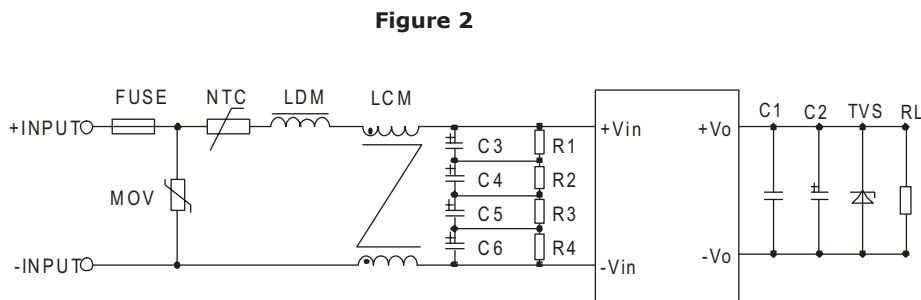 Figure 2
FUSE NTC LDM LCM C1 C2 TVS RL
+INPUT +Vin +Vo
C3 R1
C4 R2
MOV C5 R3
C6 R4
-INPUT -Vin -Vo